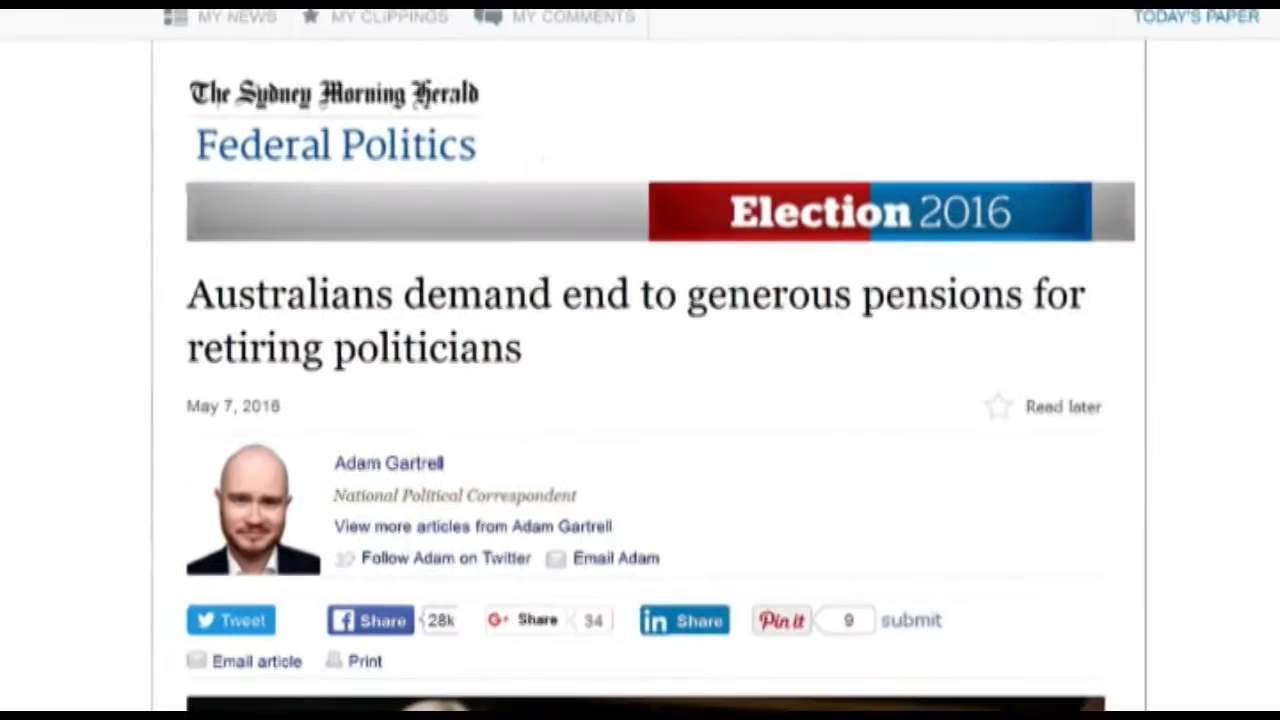 MY NEWS MY CLIPPINGS MY COMMENTS TODAY'S PAPER
The Sydney Morning Herald
Federal Politics
Election 2016
Australians demand end to generous pensions for
retiring politicians
May 7, 2016 Read later
Adam Gartrell
National Political Correspondent
View more articles from Adam Gartrell
Follow Adam on Twitter Email Adam
Tweet Share 28k G+ Share 34 in Share Pin it 9 submit
Email article Print